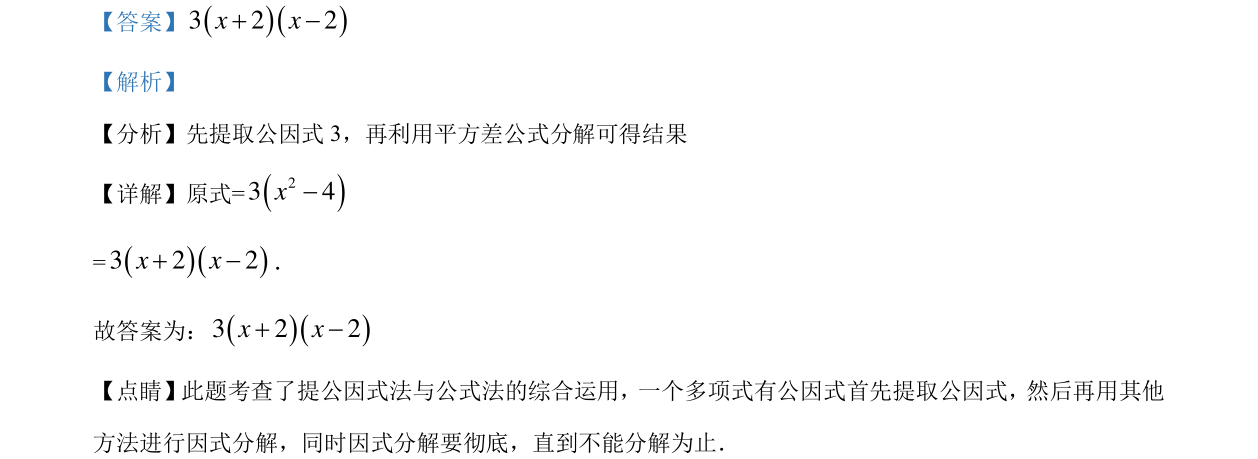 【答案】3(x+2)(x−2)
【解析】
【分析】先提取公因式 3，再利用平方差公式分解可得结果
【详解】原式=3(x²−4)
=3(x+2)(x−2)．
故答案为：3(x+2)(x−2)
【点睛】此题考查了提公因式法与公式法的综合运用，一个多项式有公因式首先提取公因式，然后再用其他
方法进行因式分解，同时因式分解要彻底，直到不能分解为止．